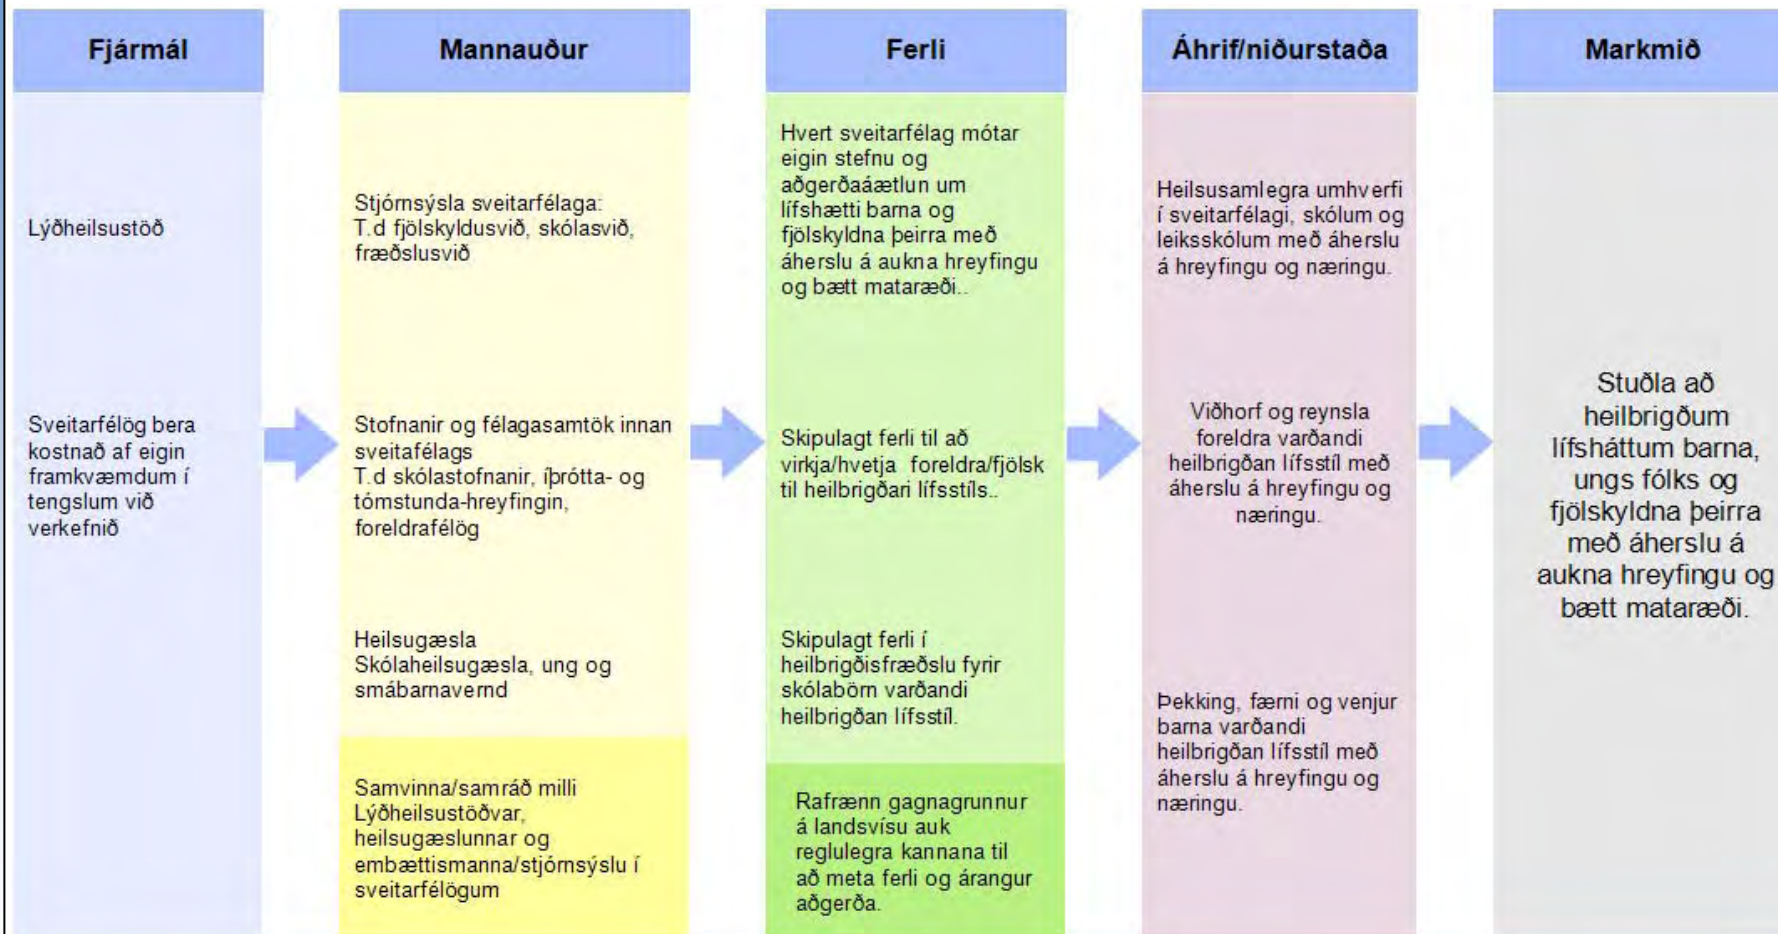 Fjármál
Lýðheilsustöð
Sveitarfélög bera
kostnað af eigin
framkvæmdum í
tengslum við
verkefnið
Mannauður
Stjórnsýsla sveitarfélaga:
T.d fjölskyldusvið, skólasvið,
fræðslusvið
Stofnanir og félagasamtök innan
sveitafélags
T.d skólastofnanir, íþrótta- og
tómstunda-hreyfingin,
foreldrafélög
Heilsugæsla
Skólaheilsugæsla, ung og
smábarnavernd
Samvinna/samráð milli
Lýðheilsustöðvar,
heilsugæslunnar og
embættismanna/stjórnsýslu í
sveitarfélögum
Ferli
Hvert sveitarfélag mótar
eigin stefnu og
aðgerðaáætlun um
lífshætti barna og
fjölskyldna þeirra með
áherslu á aukna hreyfingu
og bætt mataræði..
Skipulagt ferli til að
virkja/hvetja foreldra/fjölsk
til heilbrigðari lífsstíls..
Skipulagt ferli í
heilbrigðisfræðslu fyrir
skólabörn varðandi
heilbrigðan lífsstíl.
Rafrænn gagnagrunnur
á landsvísu auk
reglulegra kannana til
að meta ferli og árangur
aðgerða.
Áhrif/niðurstaða
Heilsusamlegra umhverfi
í sveitarfélagi, skólum og
leiksskólum með áherslu
á hreyfingu og næringu.
Viðhorf og reynsla
foreldra varðandi
heilbrigðan lífsstíl með
áherslu á hreyfingu og
næringu.
Þekking, færni og venjur
barna varðandi
heilbrigðan lífsstíl með
áherslu á hreyfingu og
næringu.
Markmið
Stuðla að
heilbrigðum
lífsháttum barna,
ungs fólks og
fjölskyldna þeirra
með áherslu á
aukna hreyfingu og
bætt mataræði.